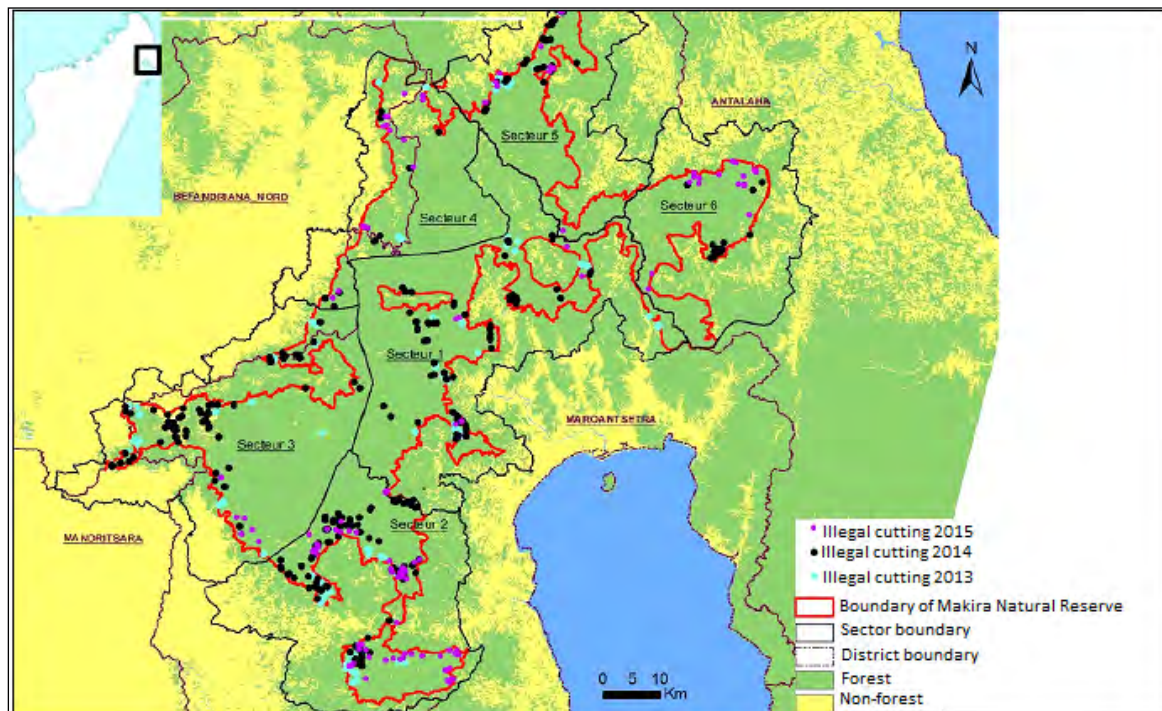 N
ANTALAHA
Secteur 5
BEFANDRIANA_NORD
Secteur 6
Secteur 4
Secteur 1
MAROANTSETRA
Secteur 3
Secteur 2
MANDRITSARA
Illegal cutting 2015
Illegal cutting 2014
Illegal cutting 2013
Boundary of Makira Natural Reserve
Sector boundary
District boundary
Forest
Non-forest
0 5 10
Km